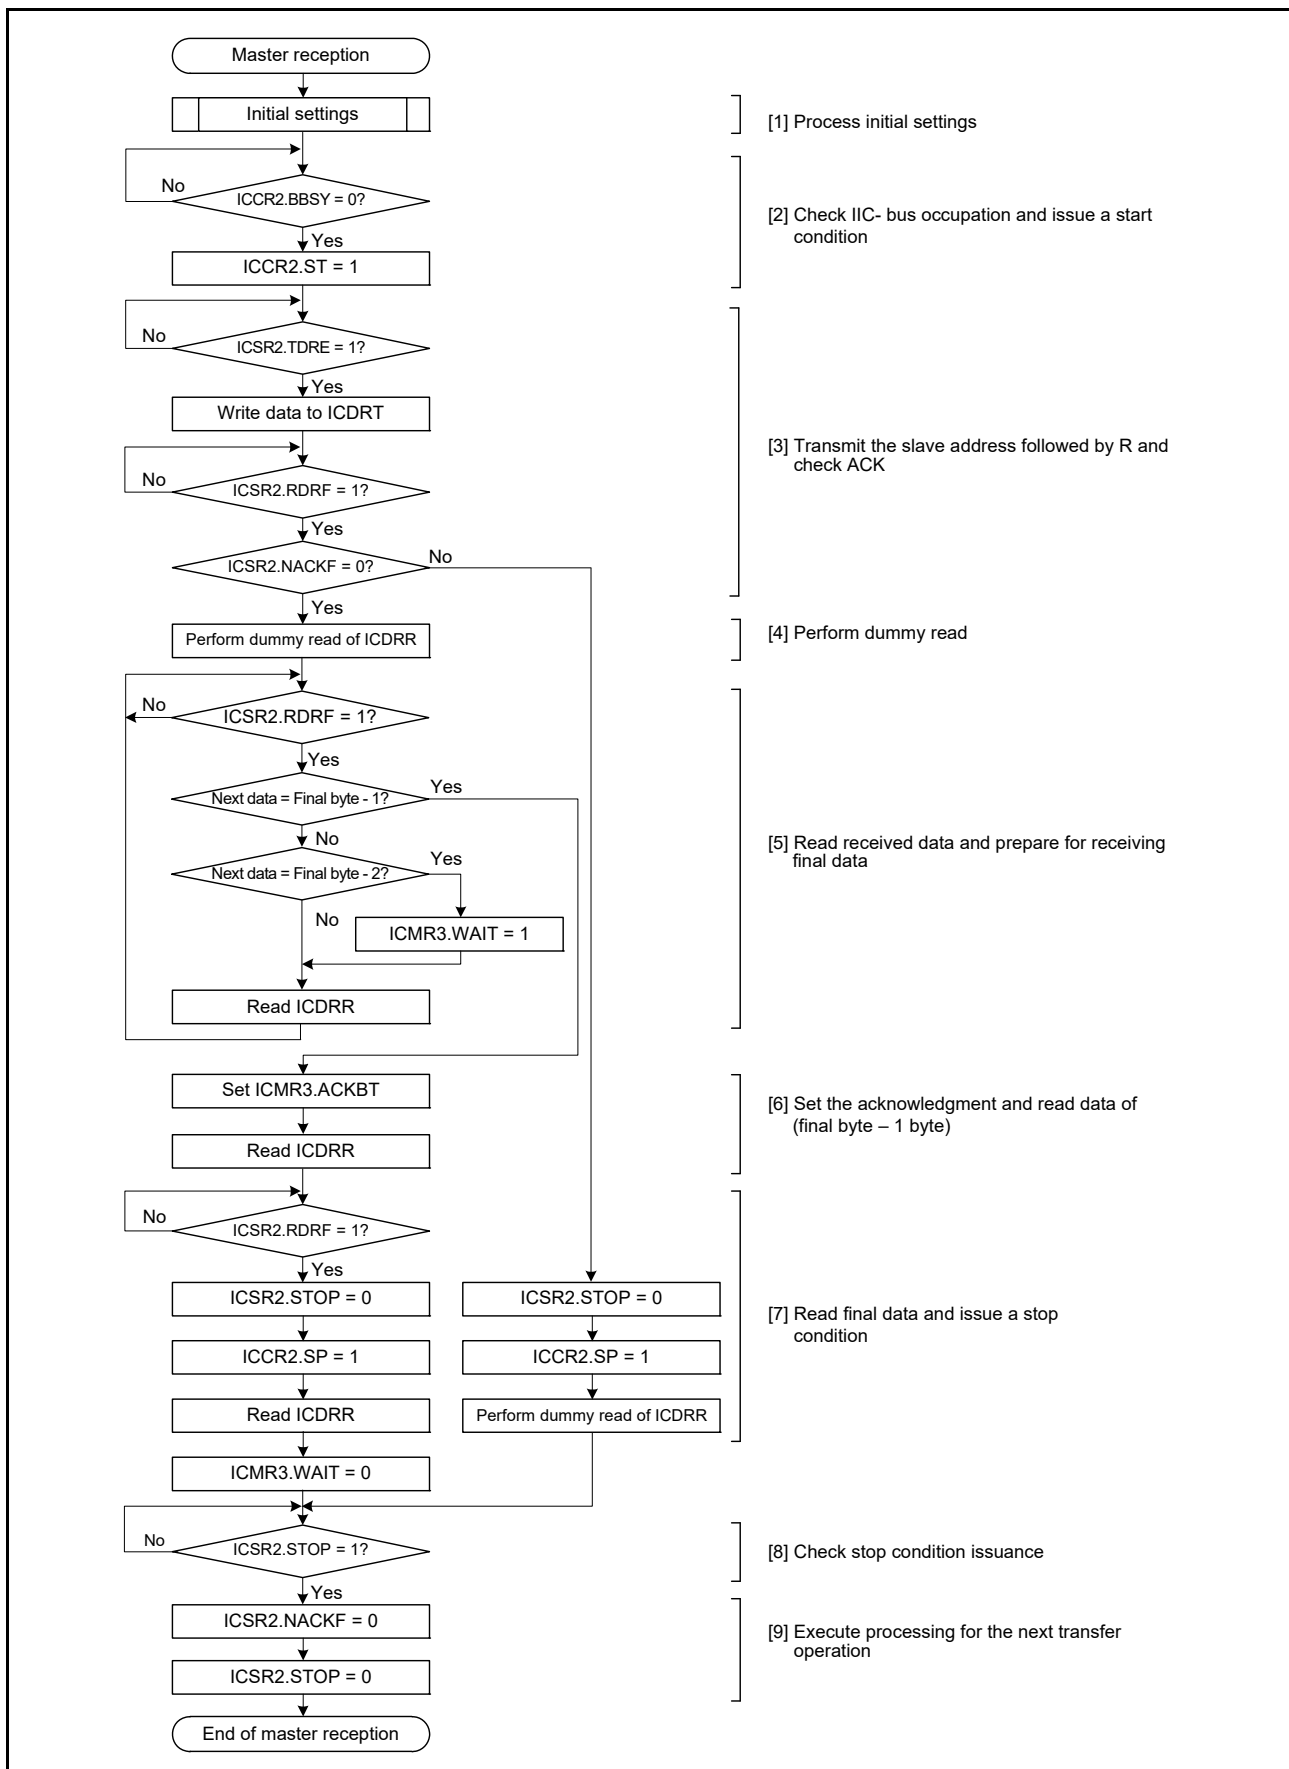 Master reception
Initial settings
[1] Process initial settings
No
ICCR2.BBSY = 0?
[2] Check IIC- bus occupation and issue a start
condition
Yes
ICCR2.ST = 1
No
ICSR2.TDRE = 1?
Yes
Write data to ICDRT
[3] Transmit the slave address followed by R and
check ACK
No
ICSR2.RDRF = 1?
Yes
ICSR2.NACKF = 0?
No
Yes
Perform dummy read of ICDRR
[4] Perform dummy read
No
ICSR2.RDRF = 1?
Yes
Next data = Final byte - 1?
Yes
No
Next data = Final byte - 2?
Yes
[5] Read received data and prepare for receiving
final data
No
ICMR3.WAIT = 1
Read ICDRR
Set ICMR3.ACKBT
[6] Set the acknowledgment and read data of
(final byte – 1 byte)
Read ICDRR
No
ICSR2.RDRF = 1?
Yes
ICSR2.STOP = 0
ICSR2.STOP = 0
[7] Read final data and issue a stop
condition
ICCR2.SP = 1
ICCR2.SP = 1
Read ICDRR
Perform dummy read of ICDRR
ICMR3.WAIT = 0
No
ICSR2.STOP = 1?
[8] Check stop condition issuance
Yes
ICSR2.NACKF = 0
[9] Execute processing for the next transfer
operation
ICSR2.STOP = 0
End of master reception